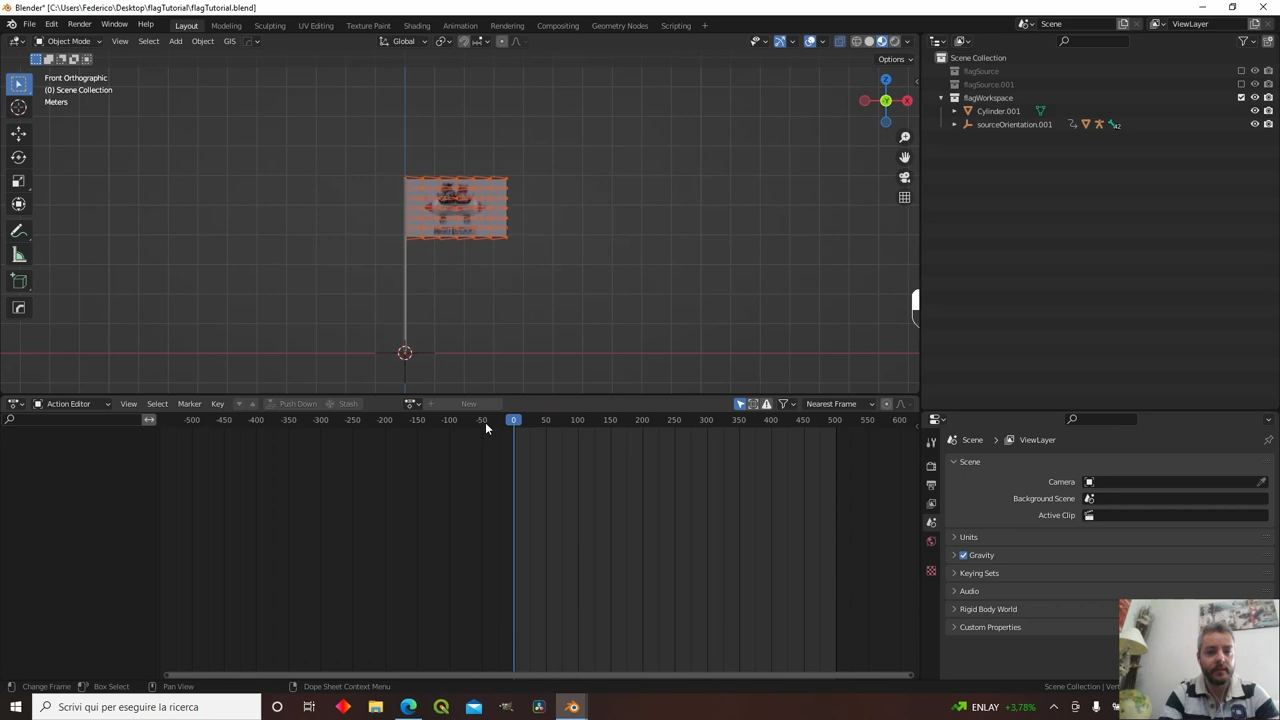 Blender* [C:\Users\Federico\Desktop\flagTutorial\flagTutorial.blend]
File Edit Render Window Help Layout Modeling Sculpting UV Editing Texture Paint Shading Animation Rendering Compositing Geometry Nodes Scripting Scene ViewLayer
Object Mode View Select Add Object GIS Global
Options
Front Orthographic
(0) Scene Collection
Meters
Z
Y
X
Scene Collection
flagSource
flagSource.001
flagWorkspace
Cylinder.001
sourceOrientation.001 42
Action Editor View Select Marker Key Push Down Stash New Nearest Frame
-500 -450 -400 -350 -300 -250 -200 -150 -100 -50 0 50 100 150 200 250 300 350 400 450 500 550 600
Scene ViewLayer
Scene
Camera
Background Scene
Active Clip
Units
Gravity
Keying Sets
Audio
Rigid Body World
Custom Properties
Change Frame Box Select Pan View Dope Sheet Context Menu Scene Collection | Vert
Scrivi qui per eseguire la ricerca ENLAY +3,78%